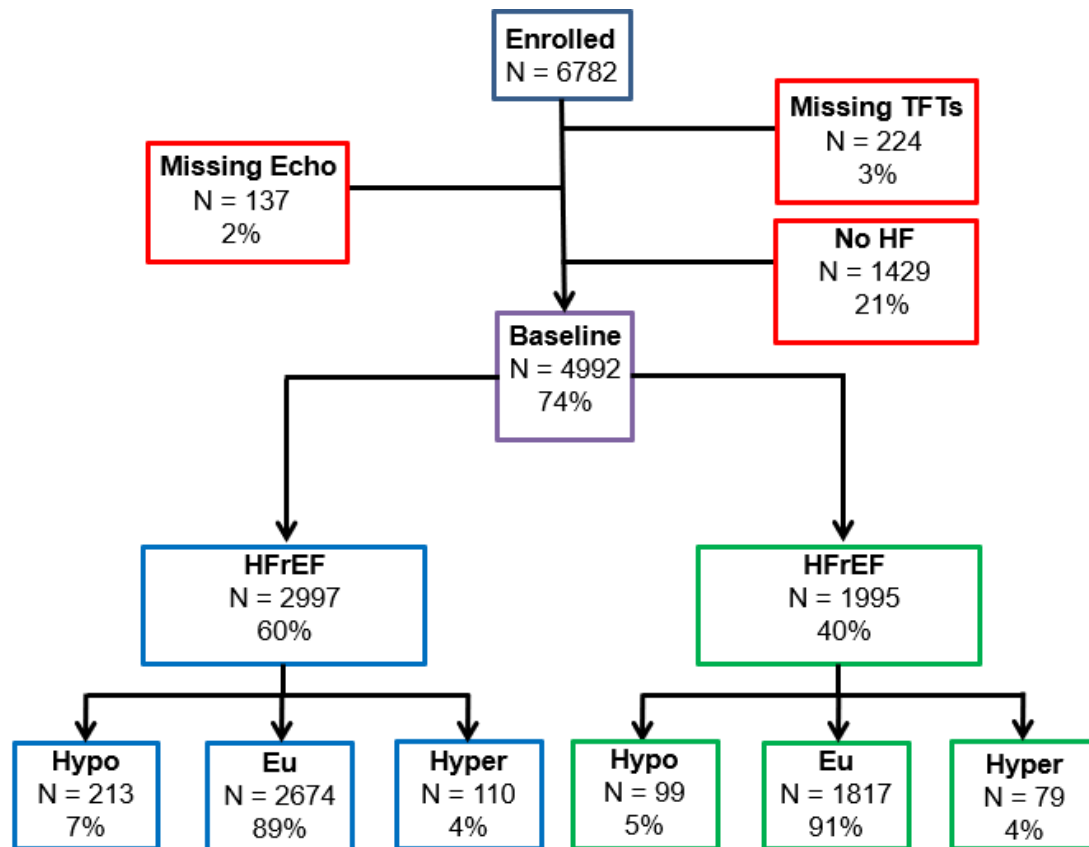 Enrolled
N = 6782
Missing TFTs
N = 224
3%
Missing Echo
N = 137
2%
No HF
N = 1429
21%
Baseline
N = 4992
74%
HFrEF
N = 2997
60%
HFrEF
N = 1995
40%
Hypo
N = 213
7%
Eu
N = 2674
89%
Hyper
N = 110
4%
Hypo
N = 99
5%
Eu
N = 1817
91%
Hyper
N = 79
4%